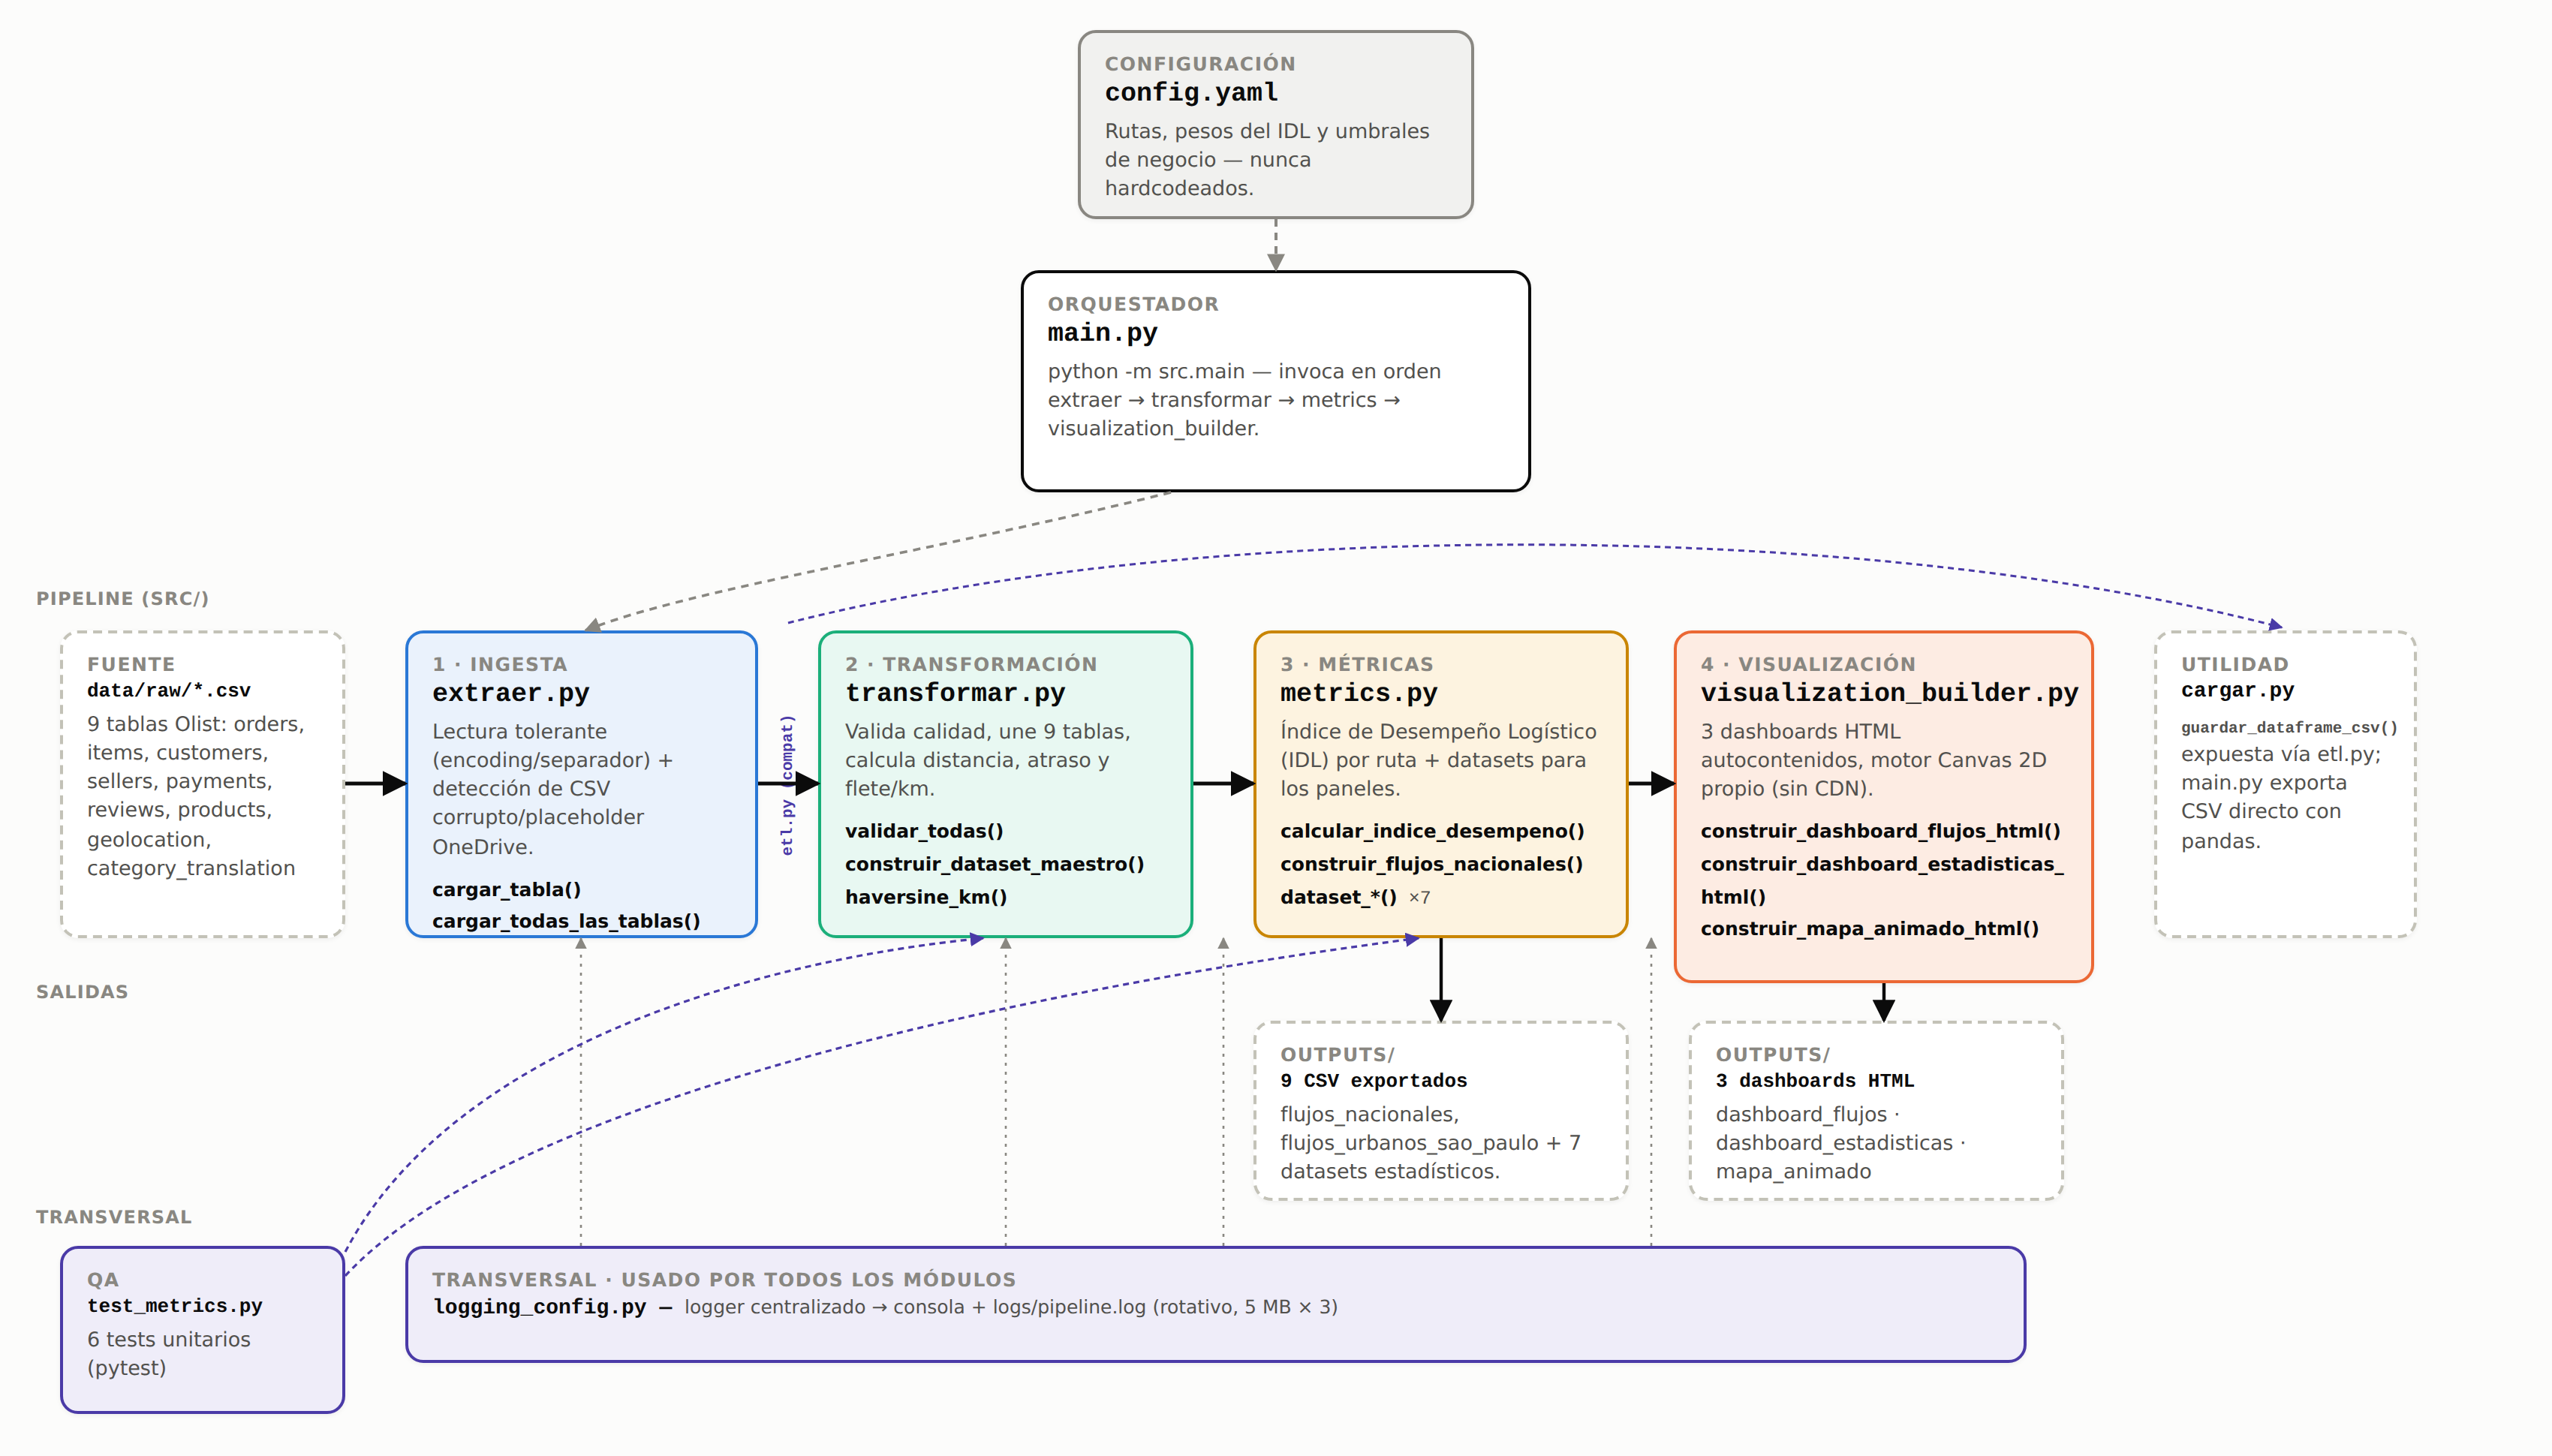 CONFIGURACIÓN
config.yaml
Rutas, pesos del IDL y umbrales
de negocio — nunca
hardcodeados.
ORQUESTADOR
main.py
python -m src.main — invoca en orden
extraer → transformar → metrics →
visualization_builder.
PIPELINE (SRC/)
FUENTE
data/raw/*.csv
9 tablas Olist: orders,
items, customers,
sellers, payments,
reviews, products,
geolocation,
category_translation
1 · INGESTA
extraer.py
Lectura tolerante
(encoding/separador) +
detección de CSV
corrupto/placeholder
OneDrive.
cargar_tabla()
cargar_todas_las_tablas()
etl.py (compat)
2 · TRANSFORMACIÓN
transformar.py
Valida calidad, une 9 tablas,
calcula distancia, atraso y
flete/km.
validar_todas()
construir_dataset_maestro()
haversine_km()
3 · MÉTRICAS
metrics.py
Índice de Desempeño Logístico
(IDL) por ruta + datasets para
los paneles.
calcular_indice_desempeno()
construir_flujos_nacionales()
dataset_*() ×7
4 · VISUALIZACIÓN
visualization_builder.py
3 dashboards HTML
autocontenidos, motor Canvas 2D
propio (sin CDN).
construir_dashboard_flujos_html()
construir_dashboard_estadisticas_
html()
construir_mapa_animado_html()
UTILIDAD
cargar.py
guardar_dataframe_csv()
expuesta vía etl.py;
main.py exporta
CSV directo con
pandas.
SALIDAS
OUTPUTS/
9 CSV exportados
flujos_nacionales,
flujos_urbanos_sao_paulo + 7
datasets estadísticos.
OUTPUTS/
3 dashboards HTML
dashboard_flujos ·
dashboard_estadisticas ·
mapa_animado
TRANSVERSAL
QA
test_metrics.py
6 tests unitarios
(pytest)
TRANSVERSAL · USADO POR TODOS LOS MÓDULOS
logging_config.py — logger centralizado → consola + logs/pipeline.log (rotativo, 5 MB × 3)